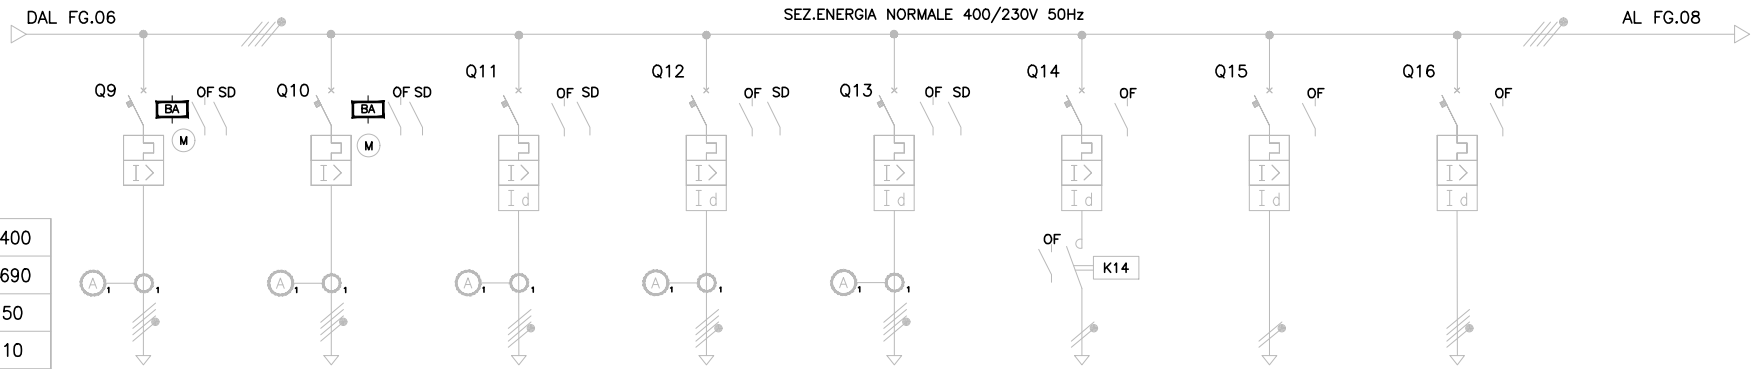 DAL FG.06
SEZ.ENERGIA NORMALE 400/230V 50Hz
AL FG.08
Q9 BA OF SD M
Q10 BA OF SD M
Q11 OF SD
Q12 OF SD
Q13 OF SD
Q14 OF
Q15 OF
Q16 OF
I> I> I> I> I> I> I> I>
Id Id Id Id Id Id
400
690
50
10
OF K14
A 1 1 A 1 1 A 1 1 A 1 1 A 1 1